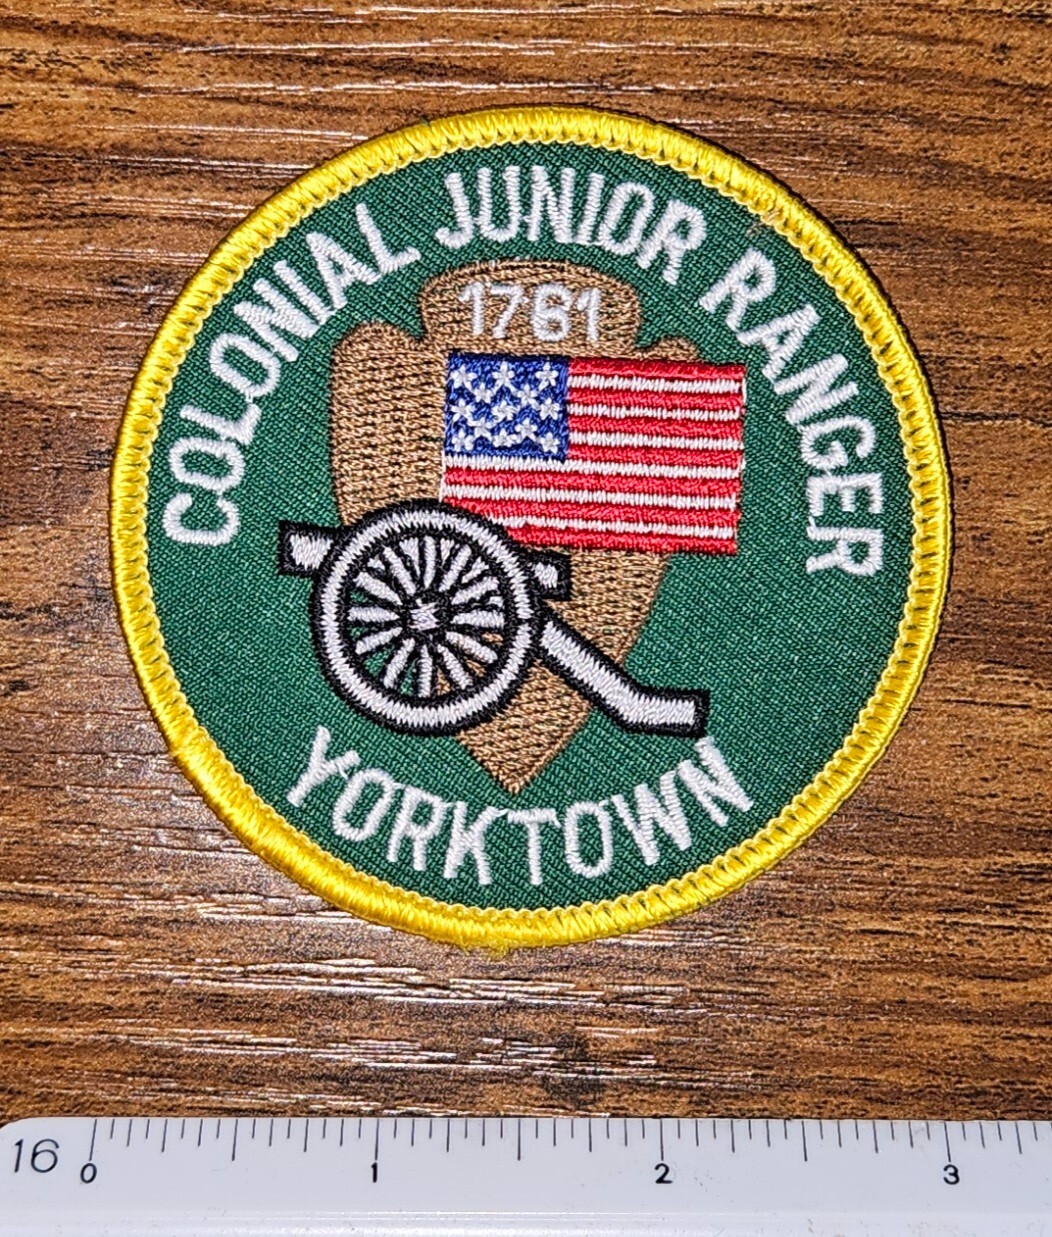 COLONIAL JUNIOR RANGER
1781
YORKTOWN
16 0 1 2 3